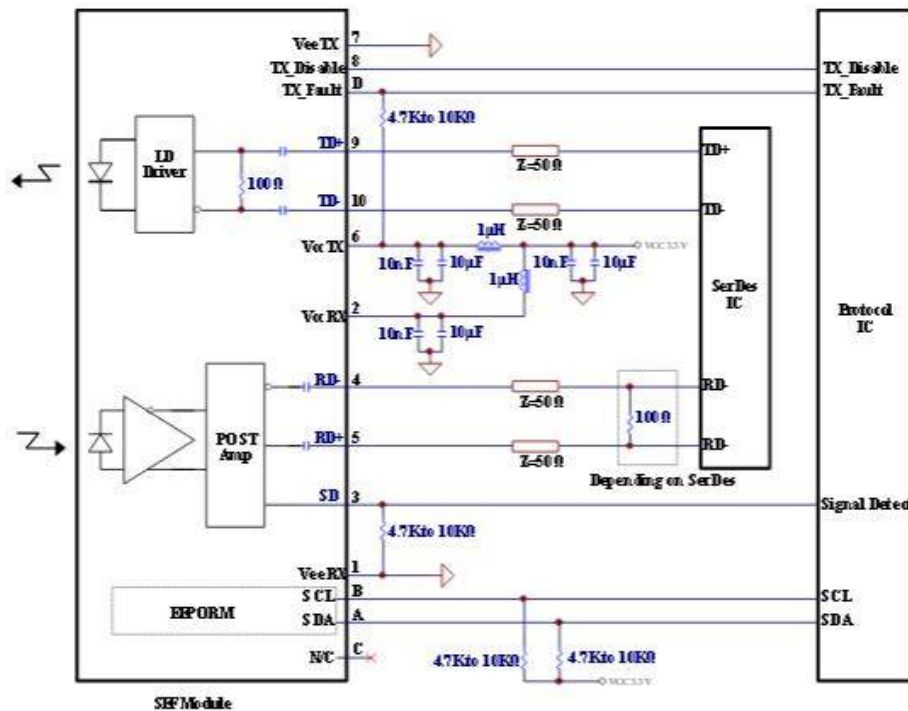 VeeTX 7
TX_Disable 8 TX_Disable
TX_Fault D TX_Fault
4.7K to 10KΩ
LD
Driver
100Ω
TD+ 9 Z=50Ω TD+
TD- 10 Z=50Ω TD-
1μH
VccTX 6 VCC3.3V
10nF 10μF 10nF 10μF
1μH
SerDes
IC
Protocol
IC
VccRX 2
10nF 10μF
RD- 4 Z=50Ω RD-
100Ω
POST
Amp
RD+ 5 Z=50Ω RD-
Depending on SerDes
SD 3 Signal Detect
4.7K to 10KΩ
VeeRX 1
SCL B SCL
EEPORM
SDA A SDA
N/C C
4.7K to 10KΩ 4.7K to 10KΩ
VCC3.3V
SFF Module